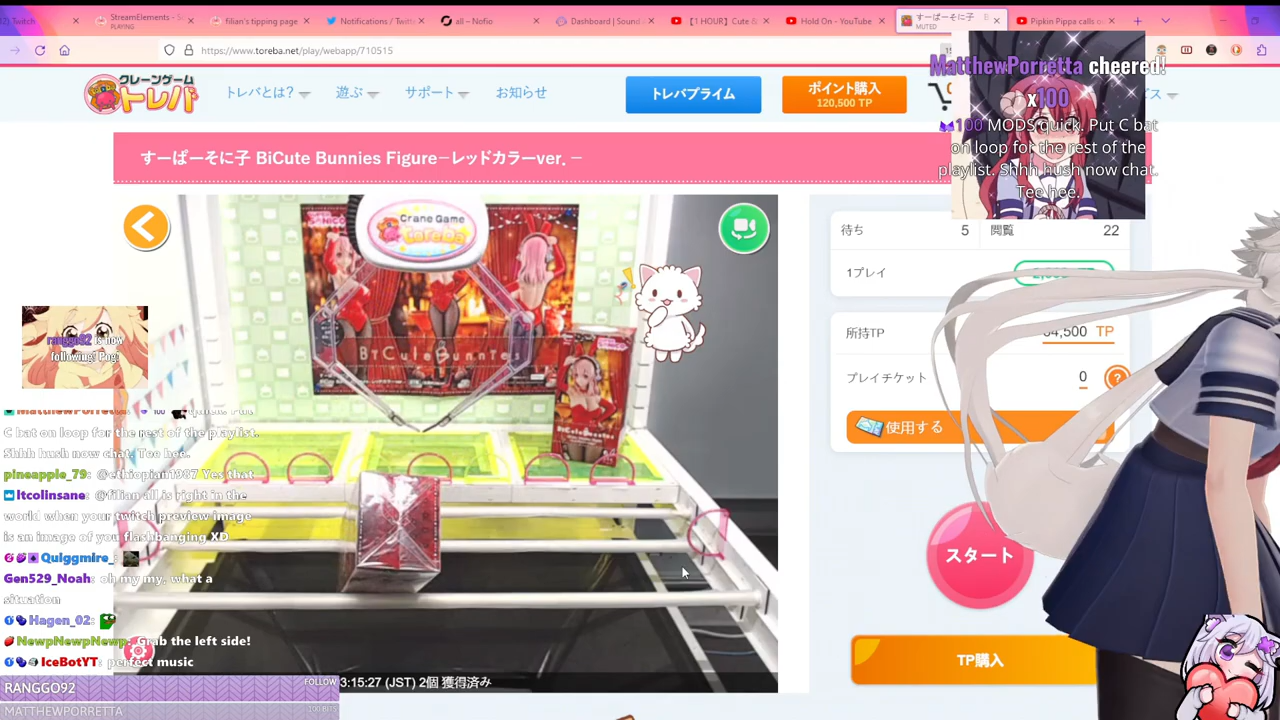 Twitch
StreamElements - S
PLAYING
filian's tipping page
Notifications / Twitte
all – Nofio
Dashboard | Sound
【1 HOUR】Cute &
Hold On - YouTube
すーぱーそに子
MUTED
Pipkin Pippa calls o
https://www.toreba.net/play/webapp/710515
クレーンゲーム
トレバ
トレバとは?
遊ぶ
サポート
お知らせ
トレバプライム
ポイント購入
120,500 TP
MatthewPorretta cheered!
x100
100 MODS quick. Put C bat
on loop for the rest of the
playlist. Shhh hush now chat.
Tee hee.
すーぱーそに子 BiCute Bunnies Figure−レッドカラーver.−
Crane Game
Toreba
BiCuteBunnies
待ち 5 閲覧 22
1プレイ
所持TP 34,500 TP
プレイチケット 0 ?
使用する
スタート
TP購入
ranggo92 is now
following! Pog!
C bat on loop for the rest of the playlist.
Shhh hush now chat. Tee hee.
pineapple_79: @ethiopian1987 Yes that
ltcolinsane: @filian all is right in the
world when your twitch preview image
is an image of you flashbanging XD
Quiggmire_:
Gen529_Noah: oh my my, what a
situation
Hagen_02:
NewpNewpNewp: Grab the left side!
IceBotYT: perfect music
3:15:27 (JST) 2個 獲得済み
RANGGO92 FOLLOW
MATTHEWPORRETTA 100 BITS